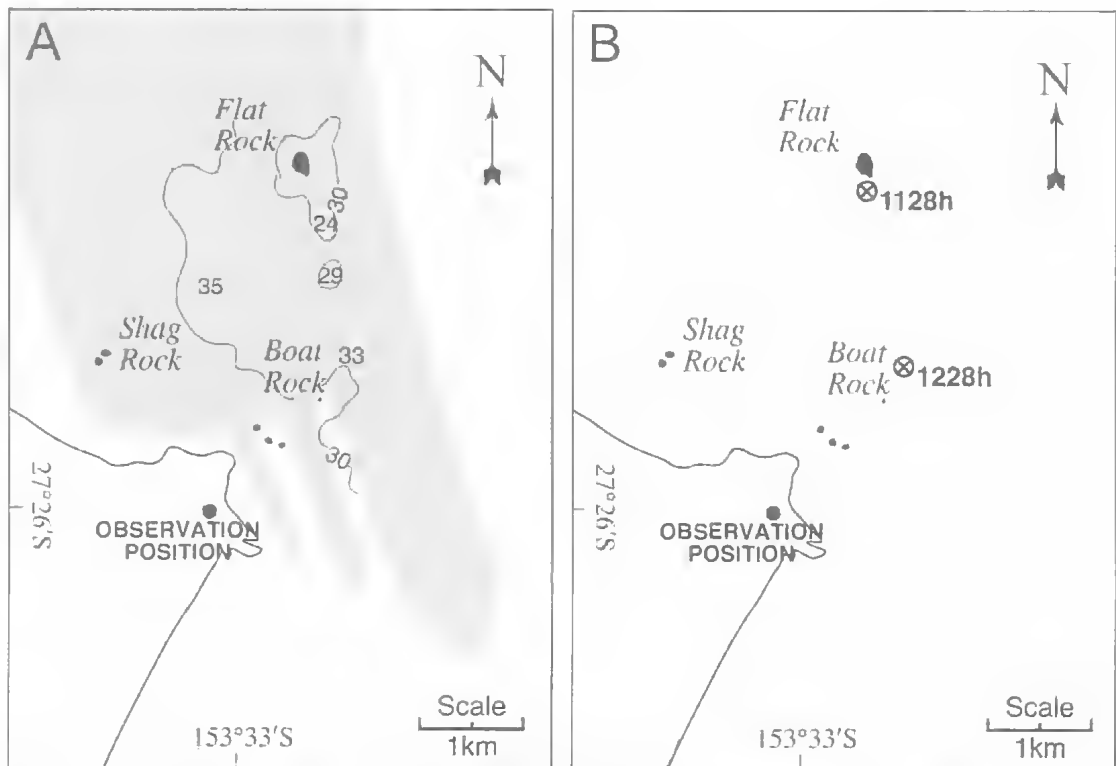 A
N
Flat
Rock
30
24
29
35
Shag
Rock
Boat
Rock
33
30
27°26'S
OBSERVATION
POSITION
153°33'S
Scale
1km
B
N
Flat
Rock
1128h
Shag
Rock
Boat
Rock
1228h
27°26'S
OBSERVATION
POSITION
153°33'S
Scale
1km